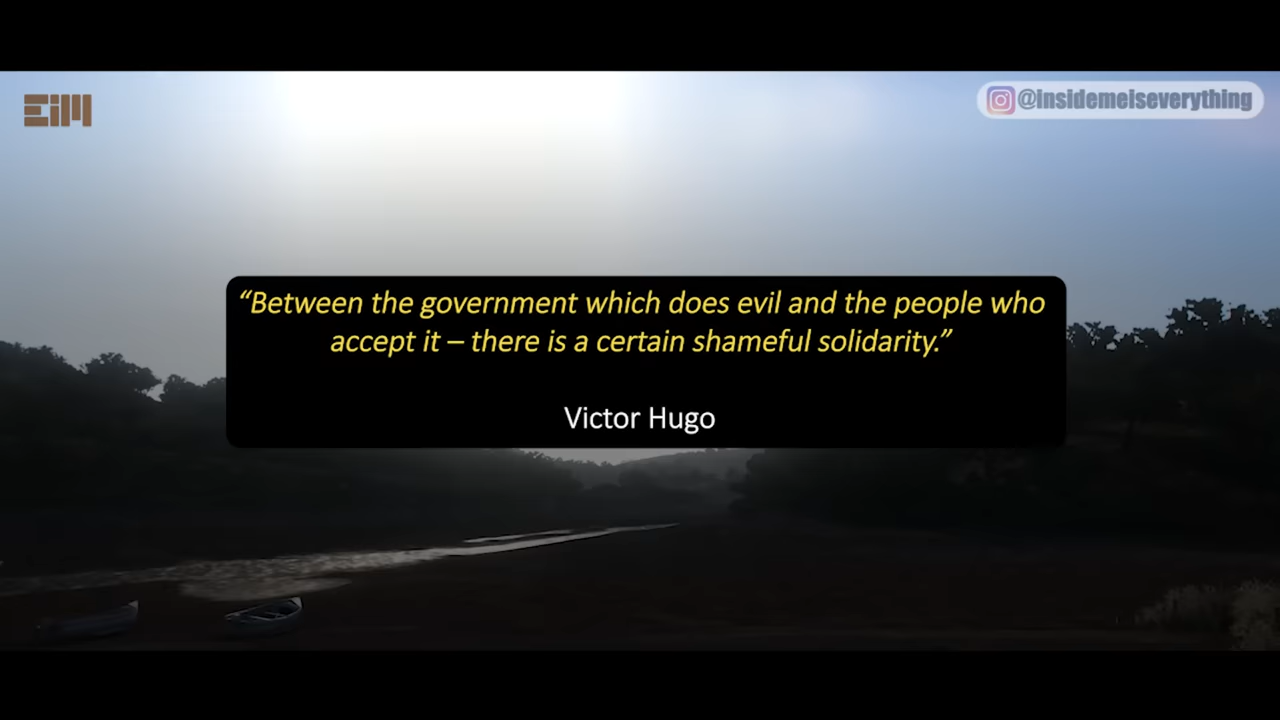 EiM
@Insidemeiseverything
“Between the government which does evil and the people who
accept it – there is a certain shameful solidarity.”
Victor Hugo